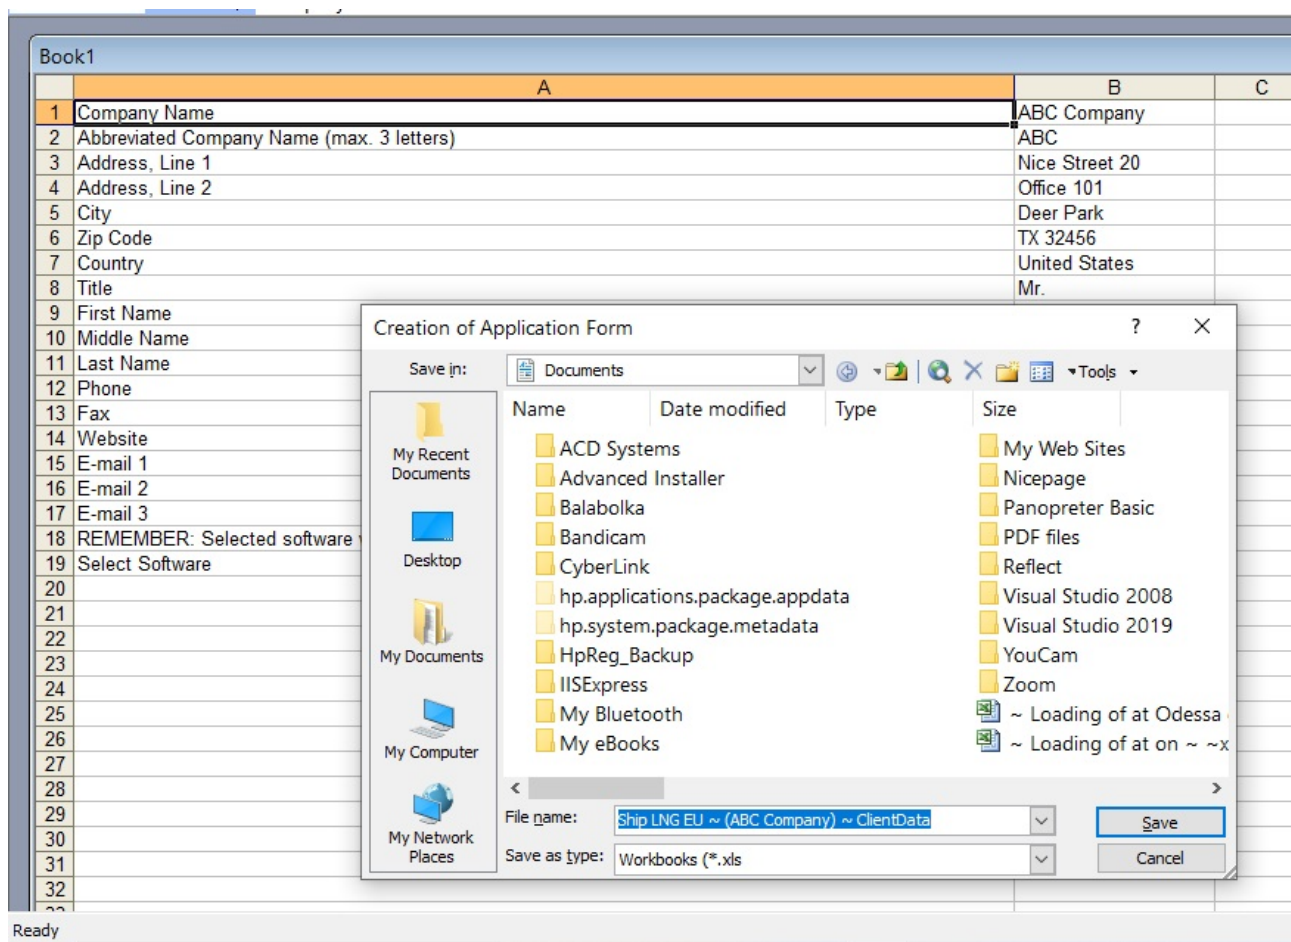 Book1
A B C
1 Company Name ABC Company
2 Abbreviated Company Name (max. 3 letters) ABC
3 Address, Line 1 Nice Street 20
4 Address, Line 2 Office 101
5 City Deer Park
6 Zip Code TX 32456
7 Country United States
8 Title Mr.
9 First Name
10 Middle Name
11 Last Name
12 Phone
13 Fax
14 Website
15 E-mail 1
16 E-mail 2
17 E-mail 3
18 REMEMBER: Selected software
19 Select Software
20
21
22
23
24
25
26
27
28
29
30
31
32
Creation of Application Form ?
Save in: Documents Tools
Name Date modified Type Size
My Recent Documents
Desktop
My Documents
My Computer
My Network Places
ACD Systems
Advanced Installer
Balabolka
Bandicam
CyberLink
hp.applications.package.appdata
hp.system.package.metadata
HpReg_Backup
IISExpress
My Bluetooth
My eBooks
My Web Sites
Nicepage
Panopreter Basic
PDF files
Reflect
Visual Studio 2008
Visual Studio 2019
YouCam
Zoom
~ Loading of at Odessa
~ Loading of at on ~ ~x
File name: Ship LNG EU ~ (ABC Company) ~ ClientData Save
Save as type: Workbooks (*.xls Cancel
Ready